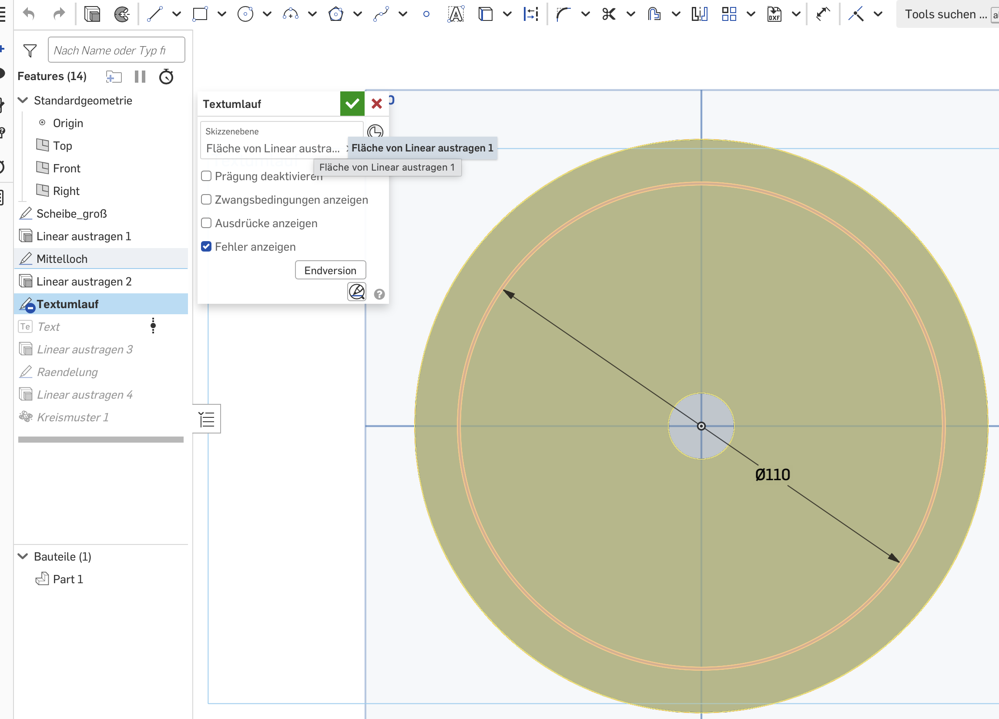 DXF
Tools suchen ...
Nach Name oder Typ fi
Features (14)
Standardgeometrie
Origin
Top
Front
Right
Scheibe_groß
Linear austragen 1
Mittelloch
Linear austragen 2
Textumlauf
Te Text
Linear austragen 3
Raendelung
Linear austragen 4
Kreismuster 1
Bauteile (1)
Part 1
Textumlauf
Skizzenebene
Fläche von Linear austra...
Fläche von Linear austragen 1
Fläche von Linear austragen 1
Prägung deaktivieren
Zwangsbedingungen anzeigen
Ausdrücke anzeigen
Fehler anzeigen
Endversion
Ø110